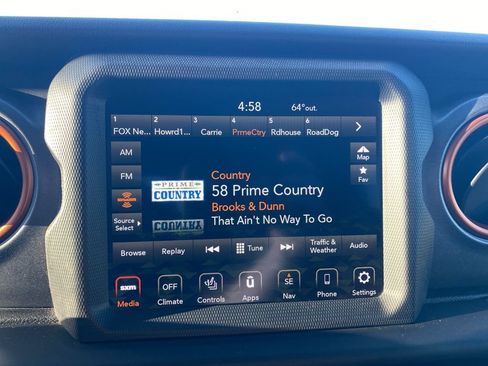 4:58 64°out.
1 2 3 4 5 6
FOX Ne... Howrd1... Carrie PrmeCtry Rdhouse RoadDog
AM
Map
FM
Country
Fav
PRIME
COUNTRY
58 Prime Country
Brooks & Dunn
Source
Select
That Ain't No Way To Go
Browse Replay Tune Traffic &
Weather Audio
sxm OFF SE
Media Climate Controls Apps Nav Phone Settings